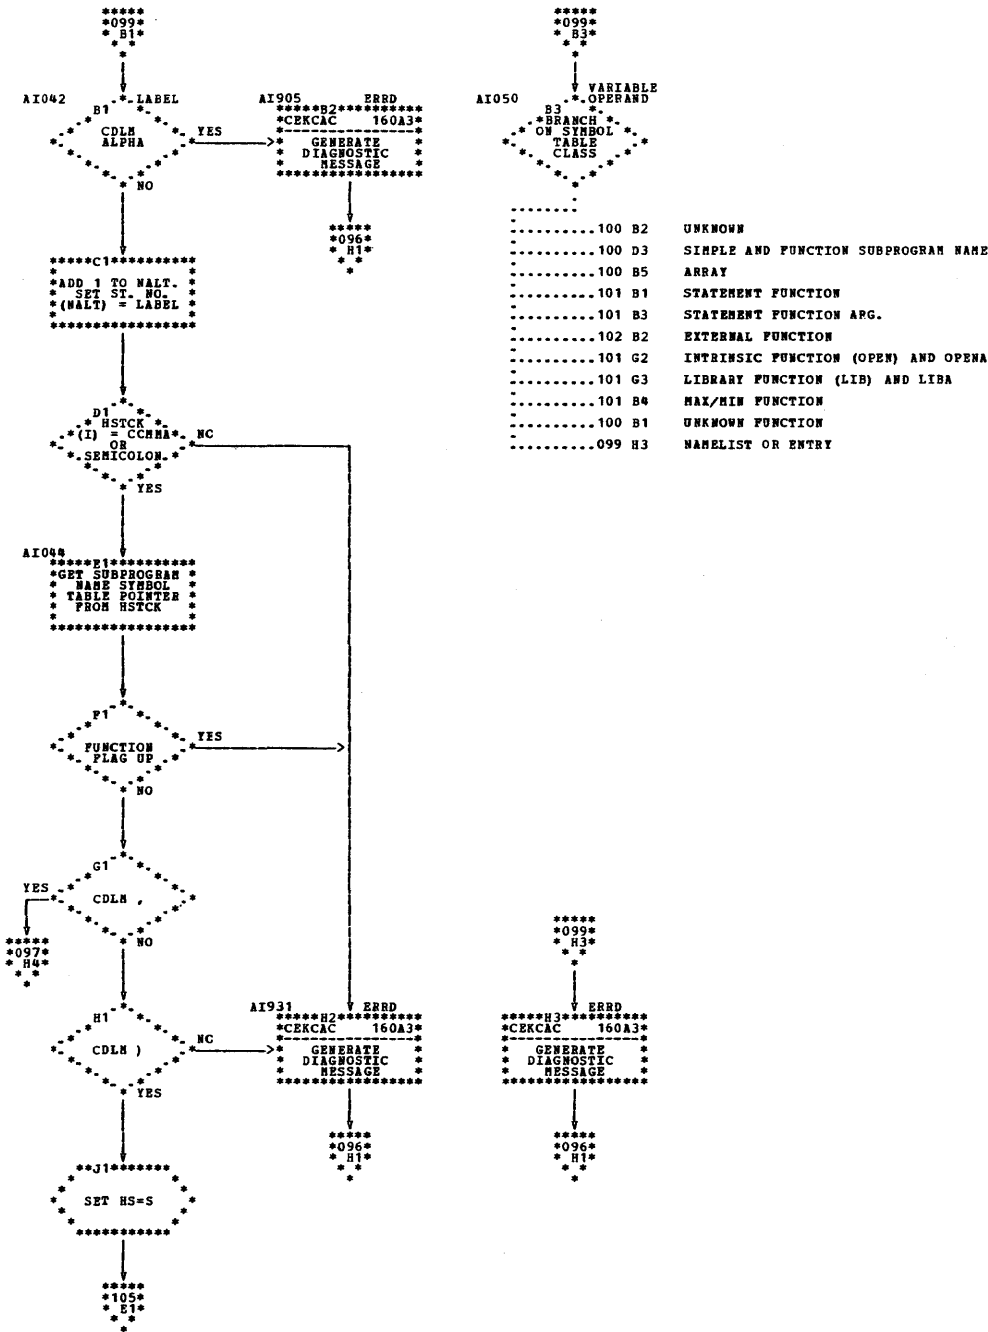 *099*
* B1*
*099*
* B3*
AI042
LABEL
B1
CDLM
ALPHA
YES
NO
AI905
ERRD
*****B2**********
*CEKCAC 160A3*
GENERATE
DIAGNOSTIC
MESSAGE
*096*
* H1*
AI050
VARIABLE
OPERAND
B3
*BRANCH
ON SYMBOL
TABLE
CLASS
..........100 B2 UNKNOWN
..........100 D3 SIMPLE AND FUNCTION SUBPROGRAM NAME
..........100 B5 ARRAY
..........101 B1 STATEMENT FUNCTION
..........101 B3 STATEMENT FUNCTION ARG.
..........102 B2 EXTERNAL FUNCTION
..........101 G2 INTRINSIC FUNCTION (OPEN) AND OPENA
..........101 G3 LIBRARY FUNCTION (LIB) AND LIBA
..........101 B4 MAX/MIN FUNCTION
..........100 B1 UNKNOWN FUNCTION
..........099 H3 NAMELIST OR ENTRY
*****C1**********
*ADD 1 TO NALT.
SET ST. NO.
*(NALT) = LABEL *
D1
HSTCK
*(I) = COMMA*
OR
SEMICOLON
NO
YES
AI044
*****E1**********
*GET SUBPROGRAM *
* NAME SYMBOL *
* TABLE POINTER *
* FROM HSTCK *
F1
FUNCTION
FLAG UP
YES
NO
G1
CDLM ,
YES
NO
*097*
* H4*
H1
CDLM )
NO
YES
AI931
ERRD
*****H2**********
*CEKCAC 160A3*
GENERATE
DIAGNOSTIC
MESSAGE
*096*
* H1*
*099*
* H3*
ERRD
*****H3**********
*CEKCAC 160A3*
GENERATE
DIAGNOSTIC
MESSAGE
*096*
* H1*
**J1*******
SET HS=S
*105*
* E1*